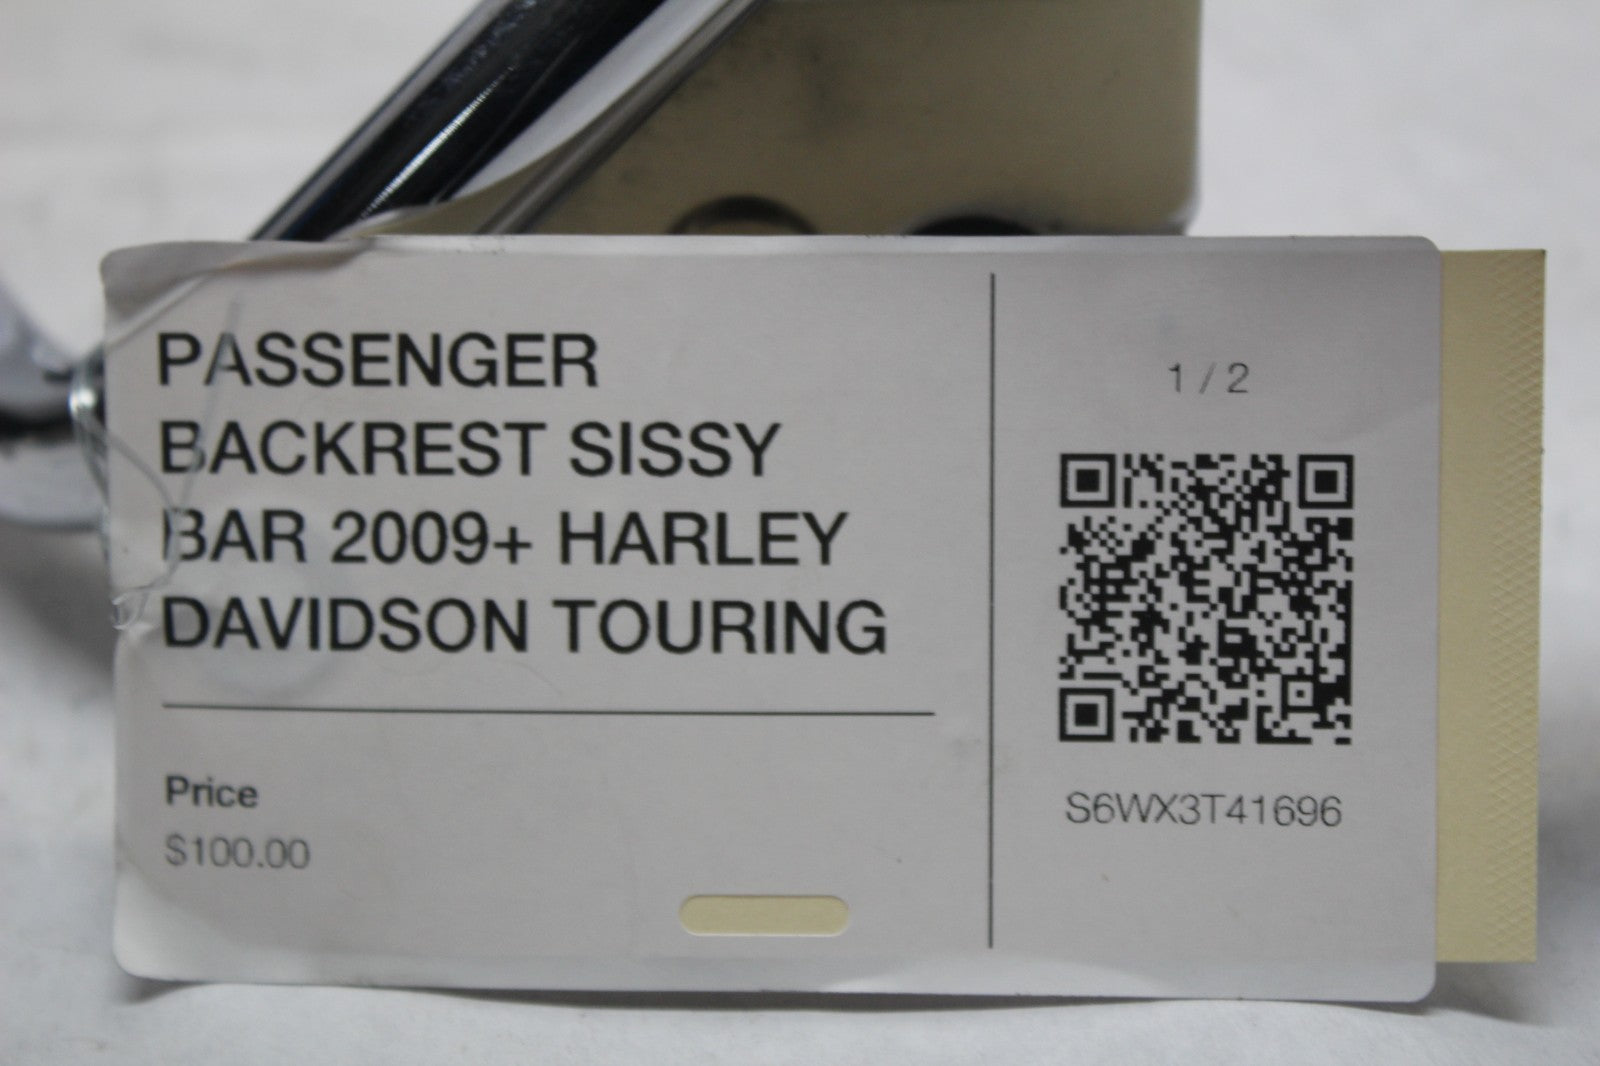 PASSENGER
BACKREST SISSY
BAR 2009+ HARLEY
DAVIDSON TOURING
Price
$100.00
1 / 2
S6WX3T41696